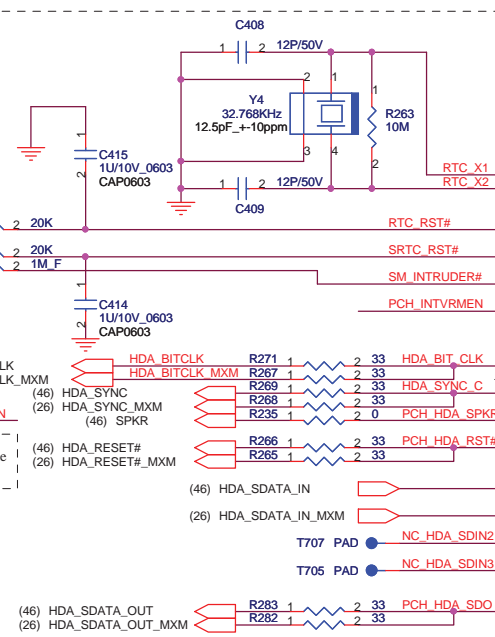 C408
1 2 12P/50V
2 1
Y4
32.768KHz
12.5pF_+-10ppm
1
R263
10M
3 4
2
1
C415
1U/10V_0603
CAP0603
2
RTC_X1
1 2 12P/50V
RTC_X2
C409
2 20K
RTC_RST#
2 20K
SRTC_RST#
2 1M_F
SM_INTRUDER#
1
C414
1U/10V_0603
CAP0603
2
PCH_INTVRMEN
LK HDA_BITCLK R271 1 2 33 HDA_BIT_CLK
LK_MXM HDA_BITCLK_MXM R267 1 2 33
(46) HDA_SYNC R269 1 2 33 HDA_SYNC_C
(26) HDA_SYNC_MXM R268 1 2 33
N (46) SPKR R235 1 2 0 PCH_HDA_SPKR
(46) HDA_RESET# R266 1 2 33 PCH_HDA_RST#
e (26) HDA_RESET#_MXM R265 1 2 33
(46) HDA_SDATA_IN
(26) HDA_SDATA_IN_MXM
T707 PAD NC_HDA_SDIN2
T705 PAD NC_HDA_SDIN3
(46) HDA_SDATA_OUT R283 1 2 33 PCH_HDA_SDO
(26) HDA_SDATA_OUT_MXM R282 1 2 33